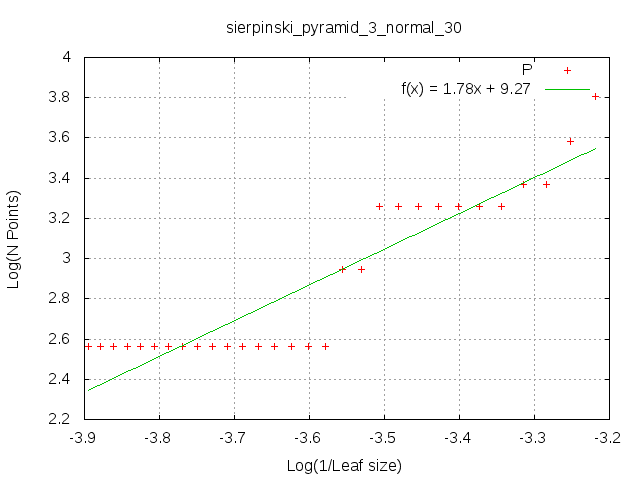 sierpinski_pyramid_3_normal_30
P
f(x) = 1.78x + 9.27
Log(N Points)
4
3.8
3.6
3.4
3.2
3
2.8
2.6
2.4
2.2
-3.9 -3.8 -3.7 -3.6 -3.5 -3.4 -3.3 -3.2
Log(1/Leaf size)